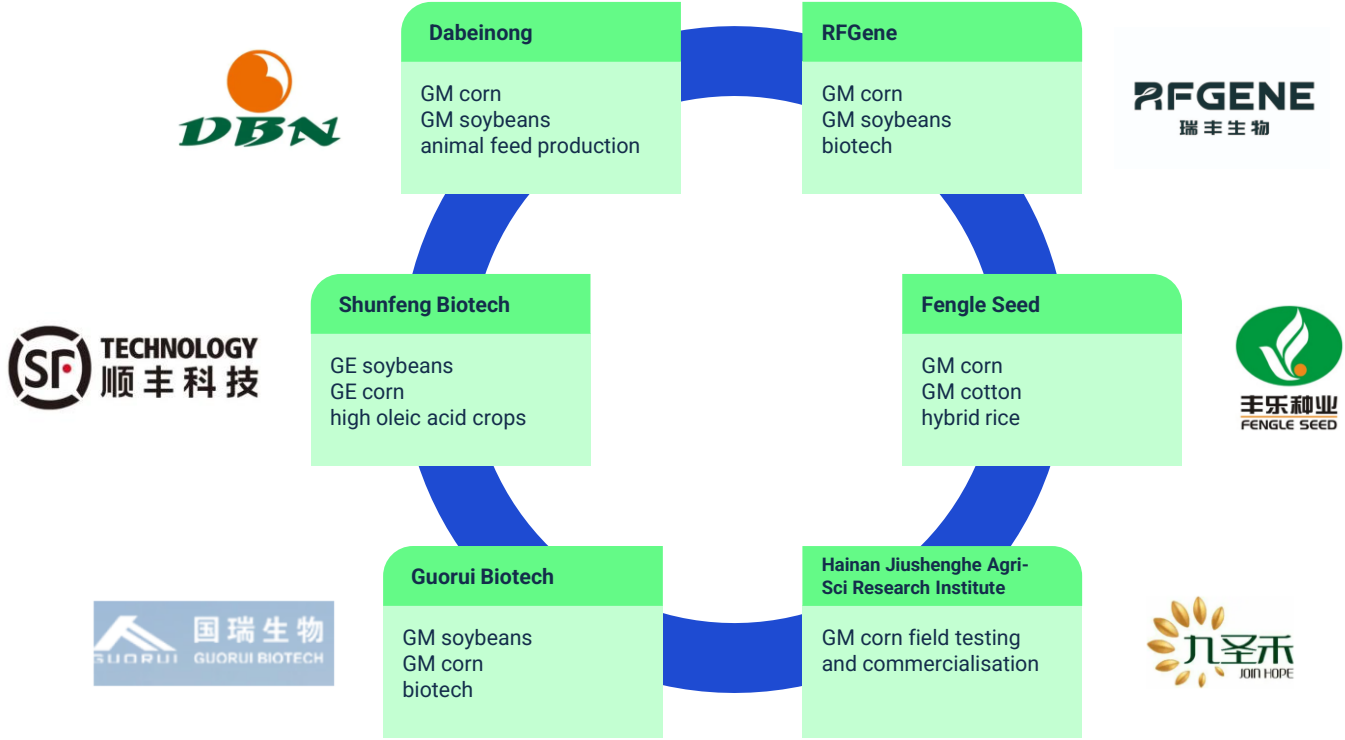 Dabeinong
GM corn
GM soybeans
animal feed production
DBN
RFGene
GM corn
GM soybeans
biotech
RFGENE
瑞丰生物
Shunfeng Biotech
GE soybeans
GE corn
high oleic acid crops
SF
TECHNOLOGY
顺丰科技
Fengle Seed
GM corn
GM cotton
hybrid rice
丰乐种业
FENGLE SEED
Guorui Biotech
GM soybeans
GM corn
biotech
GUORUI
国瑞生物
GUORUI BIOTECH
Hainan Jiushenghe Agri-
Sci Research Institute
GM corn field testing
and commercialisation
九圣禾
JOIN HOPE